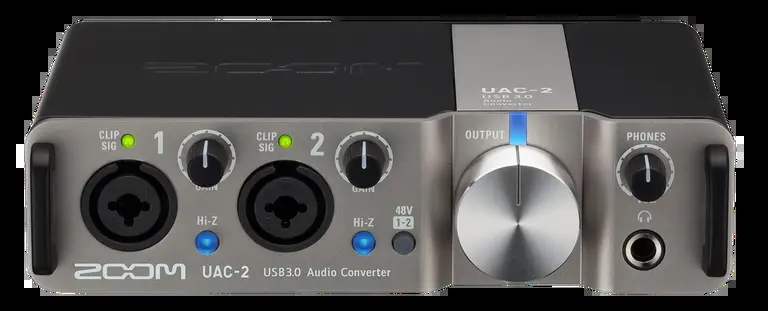 ZOOM
UAC-2
USB 3.0
Audio
Converter
CLIP
SIG
1
GAIN
CLIP
SIG
2
GAIN
OUTPUT
PHONES
Hi-Z
Hi-Z
48V
1-2
ZOOM
UAC-2
USB3.0 Audio Converter